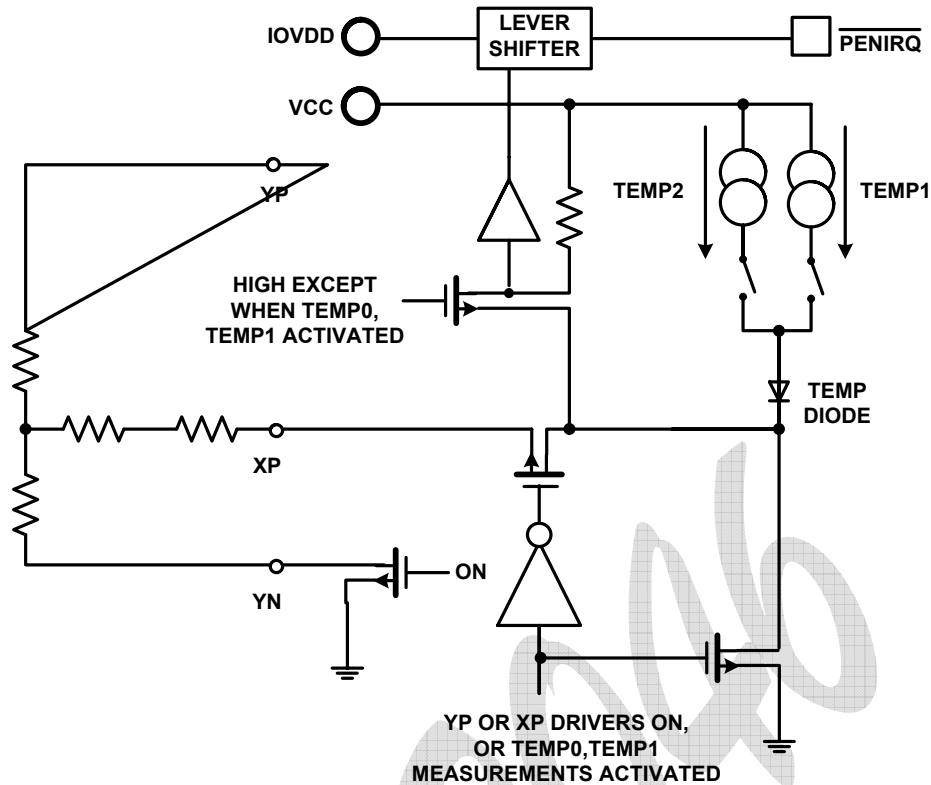 IOVDD
LEVER
SHIFTER
PENIRQ
VCC
YP
TEMP2
TEMP1
HIGH EXCEPT
WHEN TEMP0,
TEMP1 ACTIVATED
TEMP
DIODE
XP
YN
ON
YP OR XP DRIVERS ON,
OR TEMP0,TEMP1
MEASUREMENTS ACTIVATED